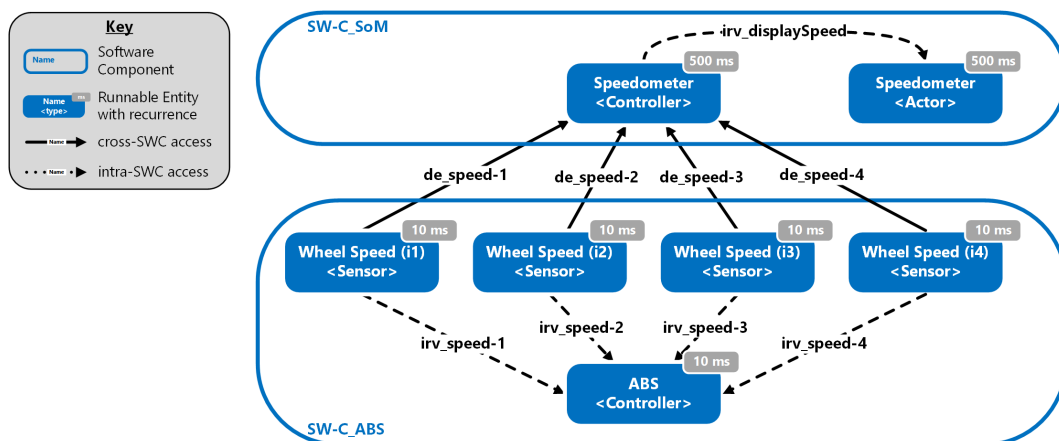 Key
Name
Software
Component
Name
<type>
ms
Runnable Entity
with recurrence
Name
cross-SWC access
Name
intra-SWC access
SW-C_SoM
irv_displaySpeed
500 ms
Speedometer
<Controller>
500 ms
Speedometer
<Actor>
de_speed-1
de_speed-2
de_speed-3
de_speed-4
10 ms
Wheel Speed (i1)
<Sensor>
10 ms
Wheel Speed (i2)
<Sensor>
10 ms
Wheel Speed (i3)
<Sensor>
10 ms
Wheel Speed (i4)
<Sensor>
irv_speed-1
irv_speed-2
irv_speed-3
irv_speed-4
10 ms
ABS
<Controller>
SW-C_ABS